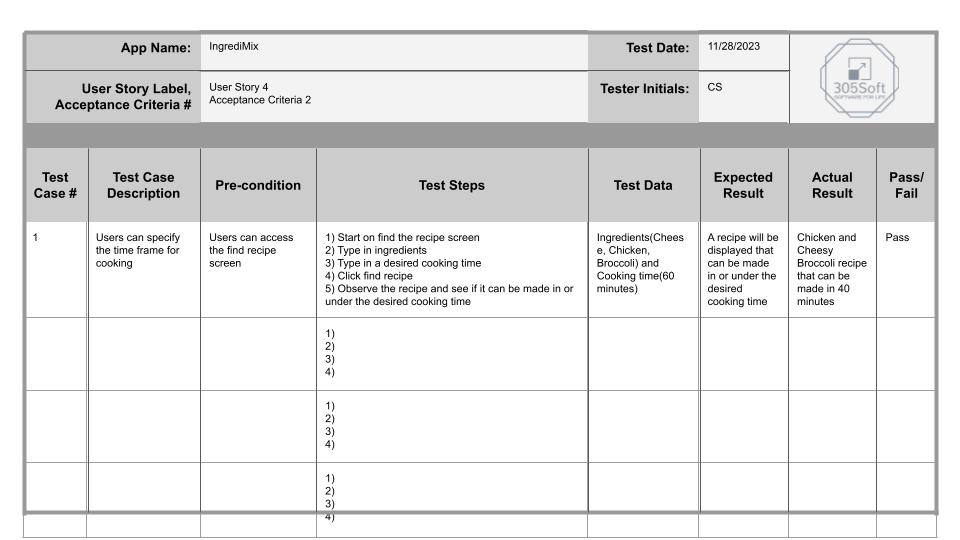 App Name:
IngrediMix
Test Date:
11/28/2023
User Story Label,
Acceptance Criteria #
User Story 4
Acceptance Criteria 2
Tester Initials:
CS
305Soft
SOFTWARE FOR LIFE
Test
Case #
Test Case
Description
Pre-condition
Test Steps
Test Data
Expected
Result
Actual
Result
Pass/
Fail
1
Users can specify
the time frame for
cooking
Users can access
the find recipe
screen
1) Start on find the recipe screen
2) Type in ingredients
3) Type in a desired cooking time
4) Click find recipe
5) Observe the recipe and see if it can be made in or
under the desired cooking time
Ingredients(Chees
e, Chicken,
Broccoli) and
Cooking time(60
minutes)
A recipe will be
displayed that
can be made
in or under the
desired
cooking time
Chicken and
Cheesy
Broccoli recipe
that can be
made in 40
minutes
Pass
1)
2)
3)
4)
1)
2)
3)
4)
1)
2)
3)
4)